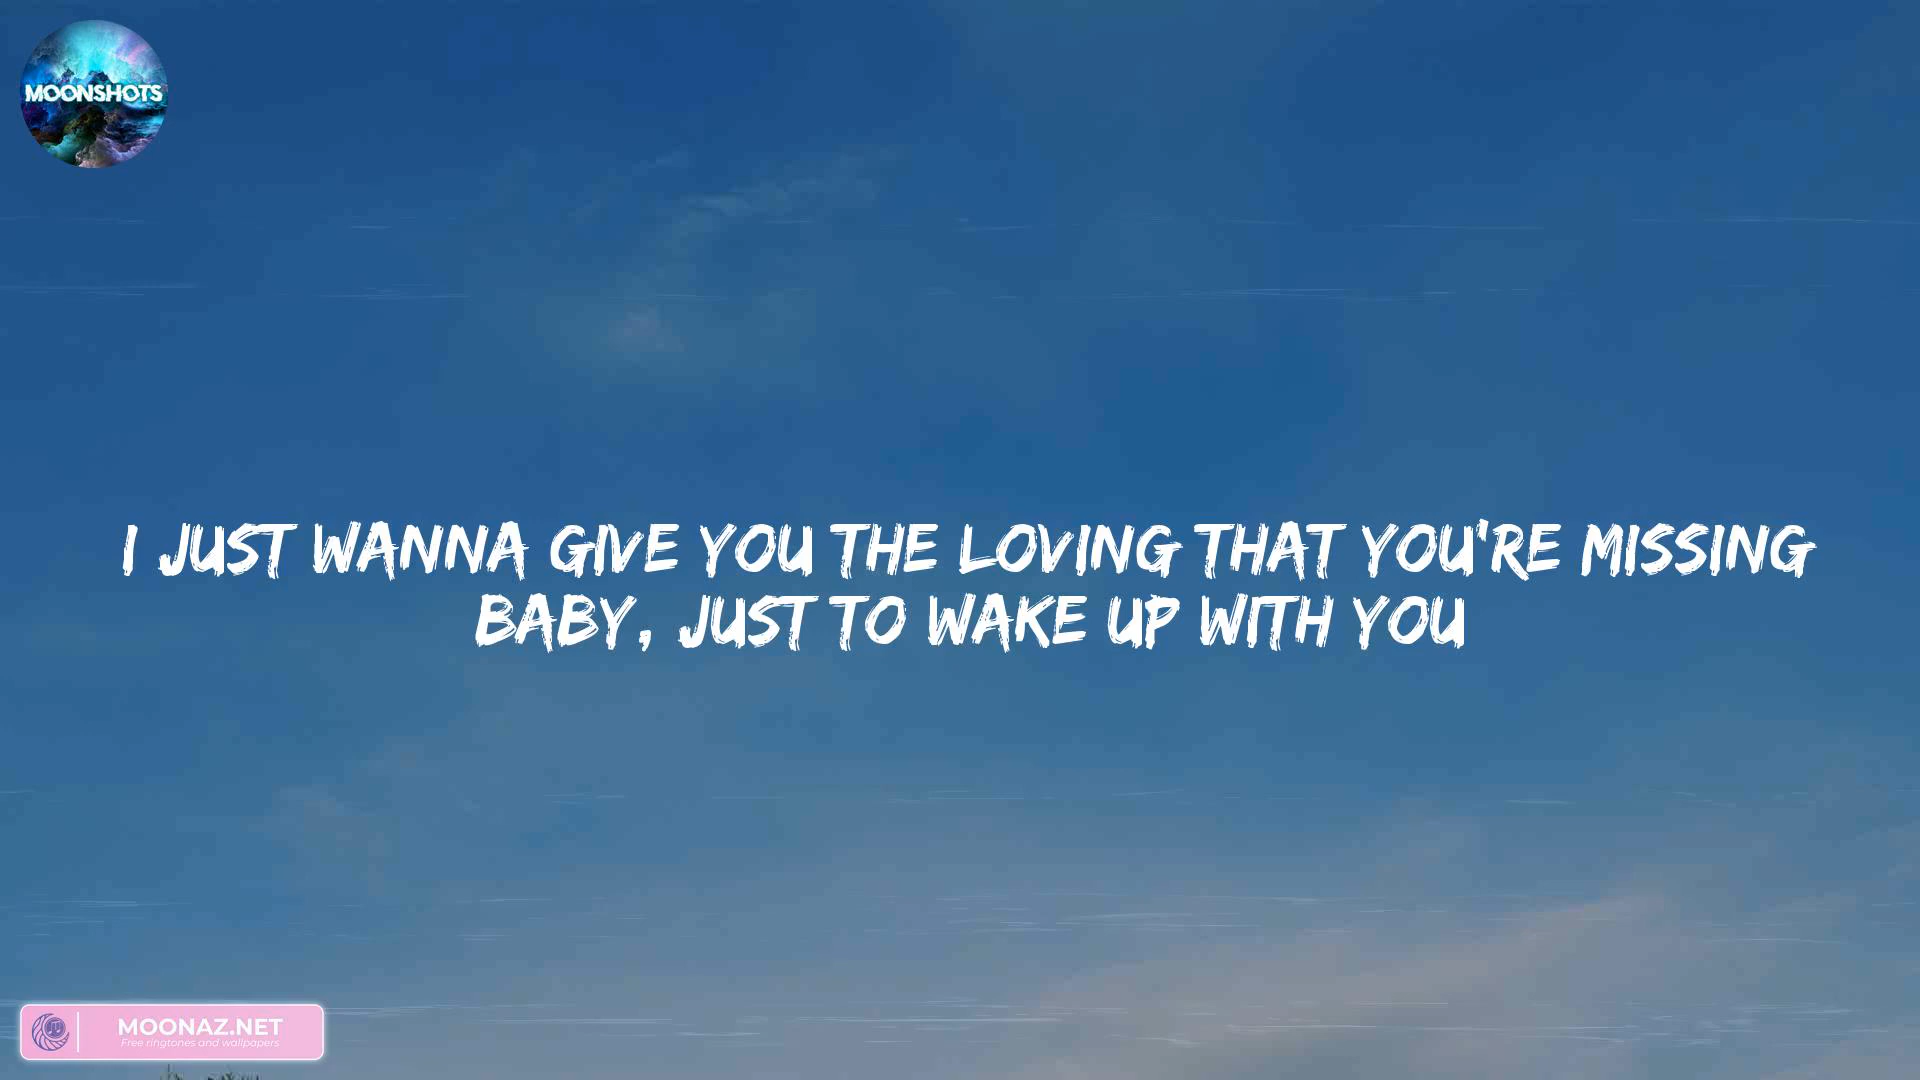 MOONSHOTS
I JUST WANNA GIVE YOU THE LOVING THAT YOU'RE MISSING
BABY, JUST TO WAKE UP WITH YOU
MOONAZ.NET
Free ringtones and wallpapers